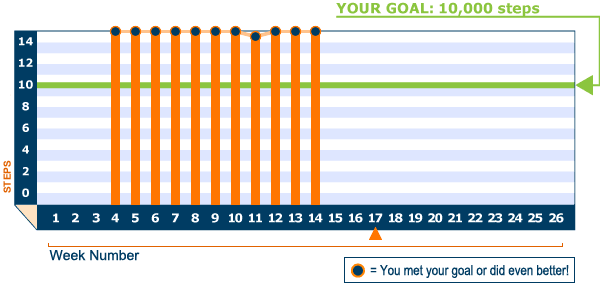 YOUR GOAL: 10,000 steps
14
12
10
8
6
4
2
0
STEPS
1 2 3 4 5 6 7 8 9 10 11 12 13 14 15 16 17 18 19 20 21 22 23 24 25 26
Week Number
= You met your goal or did even better!